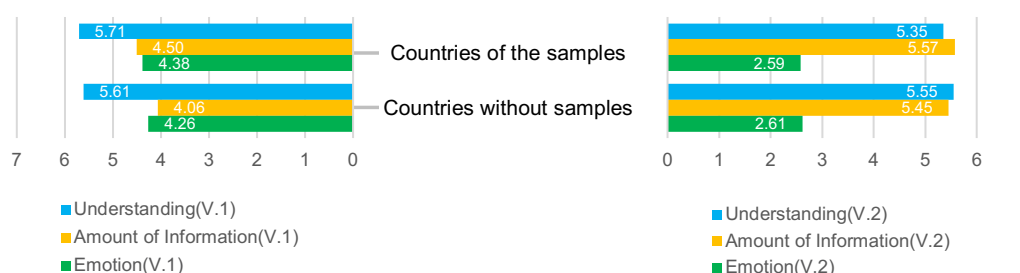 5.71
4.50
4.38
Countries of the samples
5.35
5.57
2.59
5.61
4.06
4.26
Countries without samples
5.55
5.45
2.61
7 6 5 4 3 2 1 0
0 1 2 3 4 5 6
Understanding(V.1)
Amount of Information(V.1)
Emotion(V.1)
Understanding(V.2)
Amount of Information(V.2)
Emotion(V.2)